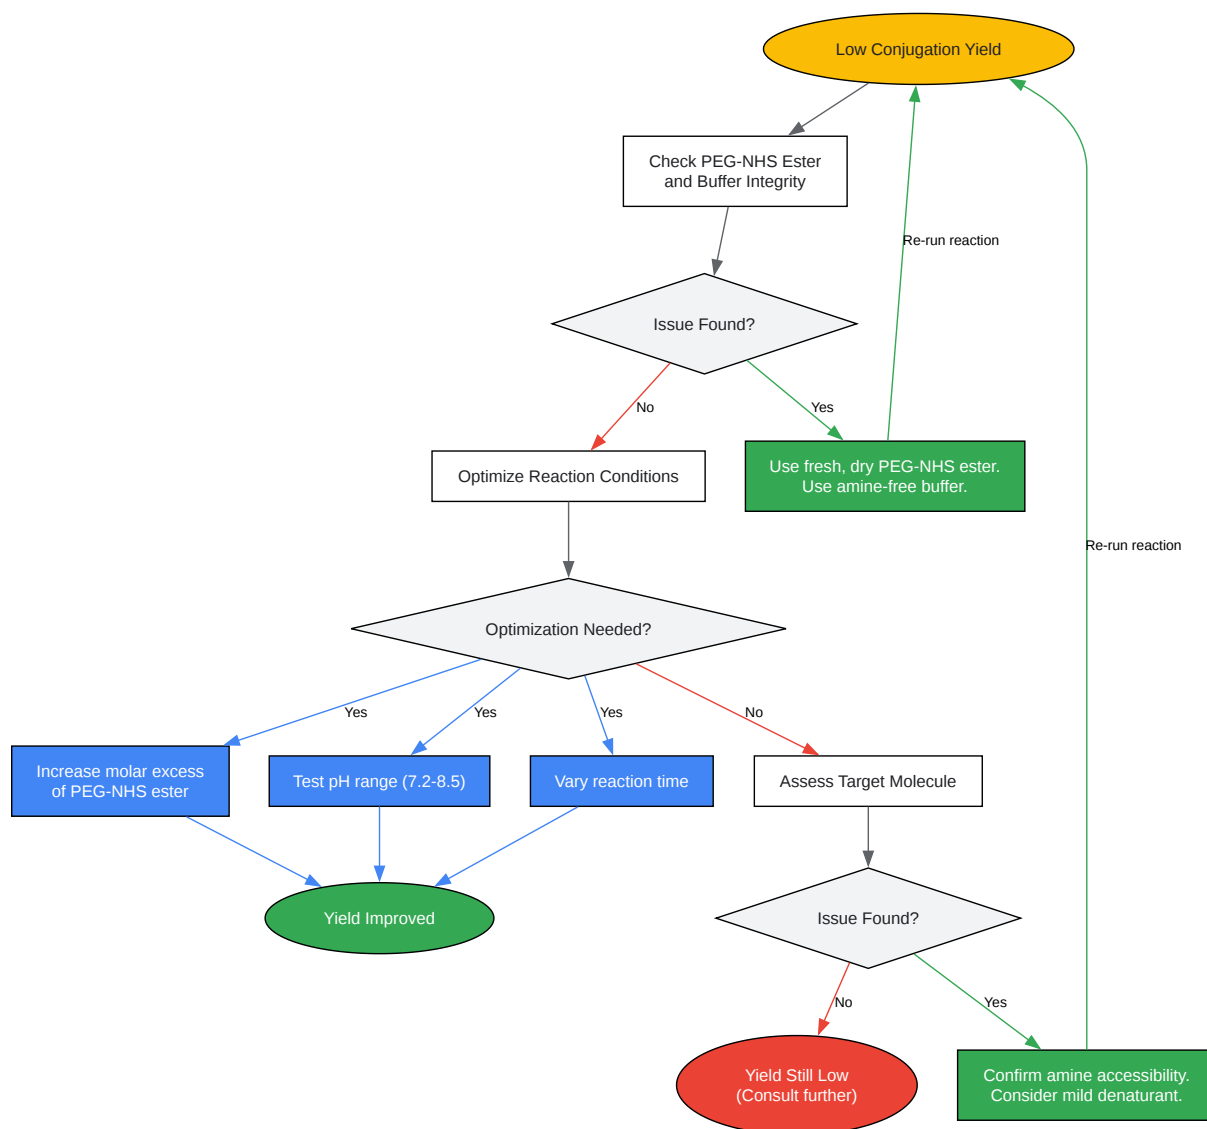 Low Conjugation Yield
Check PEG-NHS Ester
and Buffer Integrity
Re-run reaction
Issue Found?
No
Yes
Use fresh, dry PEG-NHS ester.
Use amine-free buffer.
Optimize Reaction Conditions
Re-run reaction
Optimization Needed?
Yes
Yes
Yes
No
Increase molar excess
of PEG-NHS ester
Test pH range (7.2-8.5)
Vary reaction time
Assess Target Molecule
Yield Improved
Issue Found?
No
Yes
Yield Still Low
(Consult further)
Confirm amine accessibility.
Consider mild denaturant.